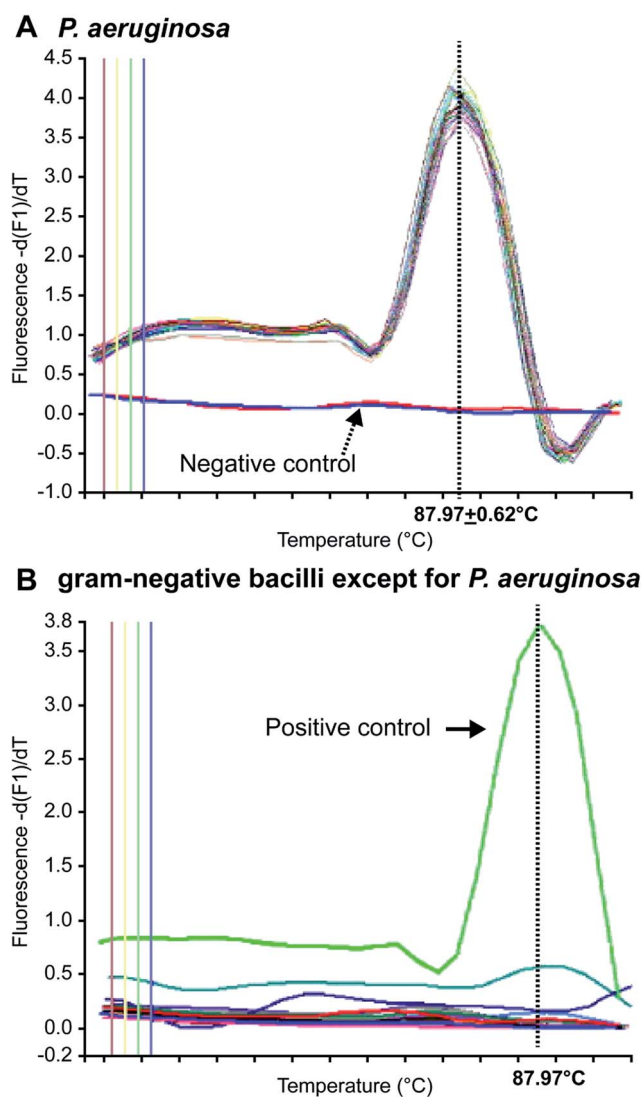 A P. aeruginosa
4.5
4.0
3.5
3.0
2.5
2.0
1.5
1.0
0.5
0.0
-0.5
-1.0
Fluorescence -d(F1)/dT
Negative control
87.97±0.62°C
Temperature (°C)
B gram-negative bacilli except for P. aeruginosa
3.8
3.5
3.0
2.5
2.0
1.5
1.0
0.5
0.0
-0.2
Fluorescence -d(F1)/dT
Positive control
87.97°C
Temperature (°C)